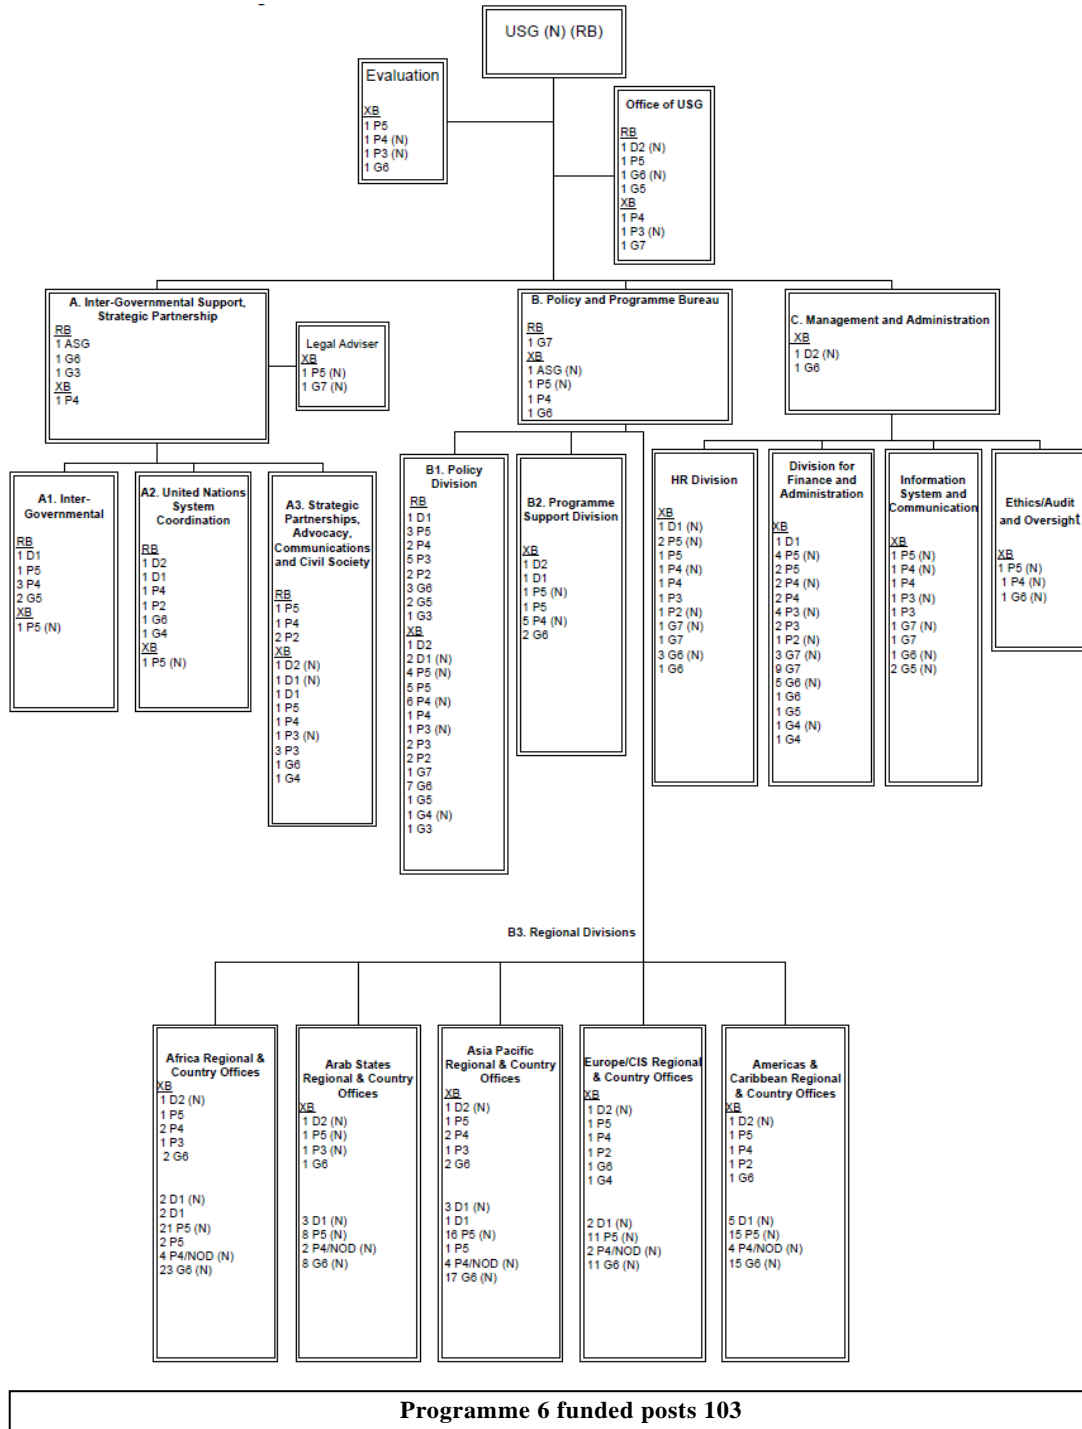 USG (N) (RB)
Evaluation
XB
1 P5
1 P4 (N)
1 P3 (N)
1 G6
Office of USG
RB
1 D2 (N)
1 P5
1 G6 (N)
1 G5
XB
1 P4
1 P3 (N)
1 G7
A. Inter-Governmental Support,
Strategic Partnership
RB
1 ASG
1 G6
1 G3
XB
1 P4
Legal Adviser
XB
1 P5 (N)
1 G7 (N)
B. Policy and Programme Bureau
RB
1 G7
XB
1 ASG (N)
1 P5 (N)
1 P4
1 G6
C. Management and Administration
XB
1 D2 (N)
1 G6
A1. Inter-
Governmental
RB
1 D1
1 P5
3 P4
2 G5
XB
1 P5 (N)
A2. United Nations
System
Coordination
RB
1 D2
1 D1
1 P4
1 P2
1 G6
1 G4
XB
1 P5 (N)
A3. Strategic
Partnerships,
Advocacy,
Communications
and Civil Society
RB
1 P5
1 P4
2 P2
XB
1 D2 (N)
1 D1 (N)
1 D1
1 P5
1 P4
1 P3 (N)
3 P3
1 G6
1 G4
B1. Policy
Division
RB
1 D1
3 P5
2 P4
5 P3
2 P2
3 G6
2 G5
1 G3
XB
1 D2
2 D1 (N)
4 P5 (N)
5 P5
6 P4 (N)
1 P4
1 P3 (N)
2 P3
2 P2
1 G7
7 G6
1 G5
1 G4 (N)
1 G3
B2. Programme
Support Division
XB
1 D2
1 D1
1 P5 (N)
1 P5
5 P4 (N)
2 G6
HR Division
XB
1 D1 (N)
2 P5 (N)
1 P5
1 P4 (N)
1 P4
1 P3
1 P2 (N)
1 G7 (N)
1 G7
3 G6 (N)
1 G6
Division for
Finance and
Administration
XB
1 D1
4 P5 (N)
2 P5
2 P4 (N)
2 P4
4 P3 (N)
2 P3
1 P2 (N)
3 G7 (N)
9 G7
5 G6 (N)
1 G6
1 G5
1 G4 (N)
1 G4
Information
System and
Communication
XB
1 P5 (N)
1 P4 (N)
1 P4
1 P3 (N)
1 P3
1 G7 (N)
1 G7
1 G6 (N)
2 G5 (N)
Ethics/Audit
and Oversight
XB
1 P5 (N)
1 P4 (N)
1 G6 (N)
B3. Regional Divisions
Africa Regional &
Country Offices
XB
1 D2 (N)
1 P5
2 P4
1 P3
2 G6
2 D1 (N)
2 D1
21 P5 (N)
2 P5
4 P4/NOD (N)
23 G6 (N)
Arab States
Regional & Country
Offices
XB
1 D2 (N)
1 P5 (N)
1 P3 (N)
1 G6
3 D1 (N)
8 P5 (N)
2 P4/NOD (N)
8 G6 (N)
Asia Pacific
Regional & Country
Offices
XB
1 D2 (N)
1 P5
2 P4
1 P3
2 G6
3 D1 (N)
1 D1
16 P5 (N)
1 P5
4 P4/NOD (N)
17 G6 (N)
Europe/CIS Regional
& Country Offices
XB
1 D2 (N)
1 P5
1 P4
1 P2
1 G6
1 G4
2 D1 (N)
11 P5 (N)
2 P4/NOD (N)
11 G6 (N)
Americas &
Caribbean Regional
& Country Offices
XB
1 D2 (N)
1 P5
1 P4
1 P2
1 G6
5 D1 (N)
15 P5 (N)
4 P4/NOD (N)
15 G6 (N)
Programme 6 funded posts 103